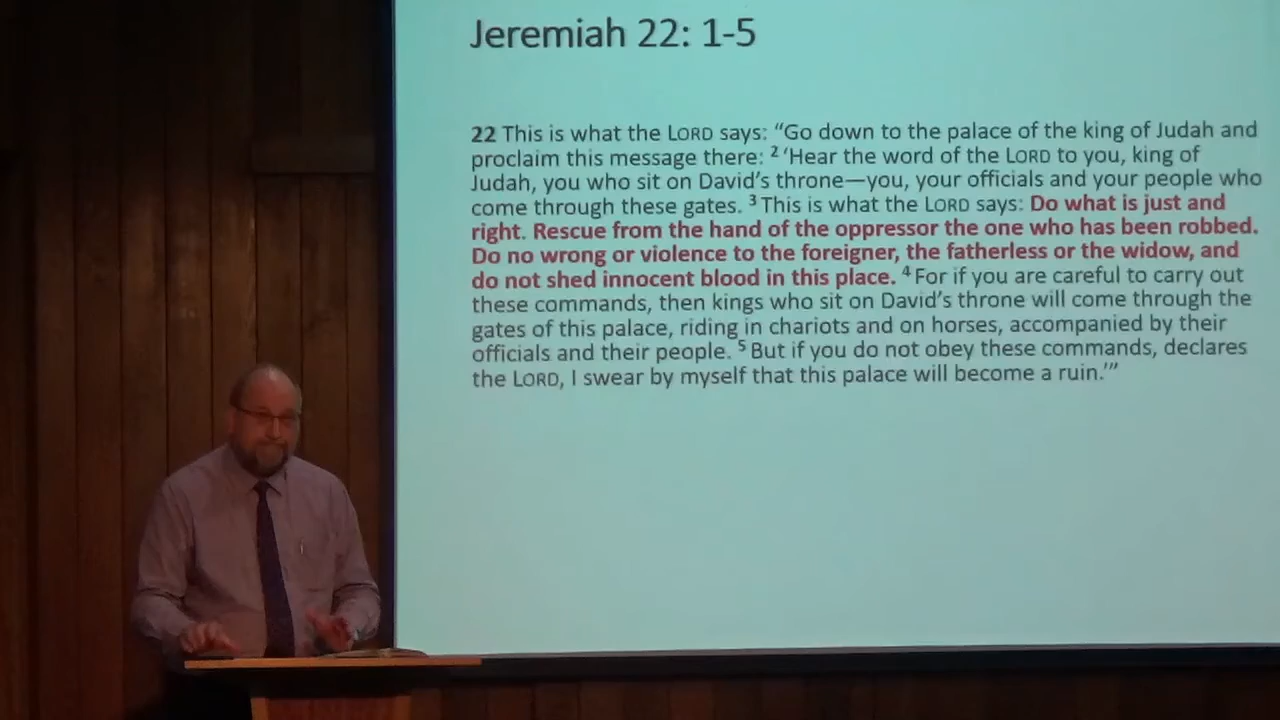 Jeremiah 22: 1-5
22 This is what the LORD says: “Go down to the palace of the king of Judah and
proclaim this message there: 2 ‘Hear the word of the LORD to you, king of
Judah, you who sit on David’s throne—you, your officials and your people who
come through these gates. 3 This is what the LORD says: Do what is just and
right. Rescue from the hand of the oppressor the one who has been robbed.
Do no wrong or violence to the foreigner, the fatherless or the widow, and
do not shed innocent blood in this place. 4 For if you are careful to carry out
these commands, then kings who sit on David’s throne will come through the
gates of this palace, riding in chariots and on horses, accompanied by their
officials and their people. 5 But if you do not obey these commands, declares
the LORD, I swear by myself that this palace will become a ruin.’”